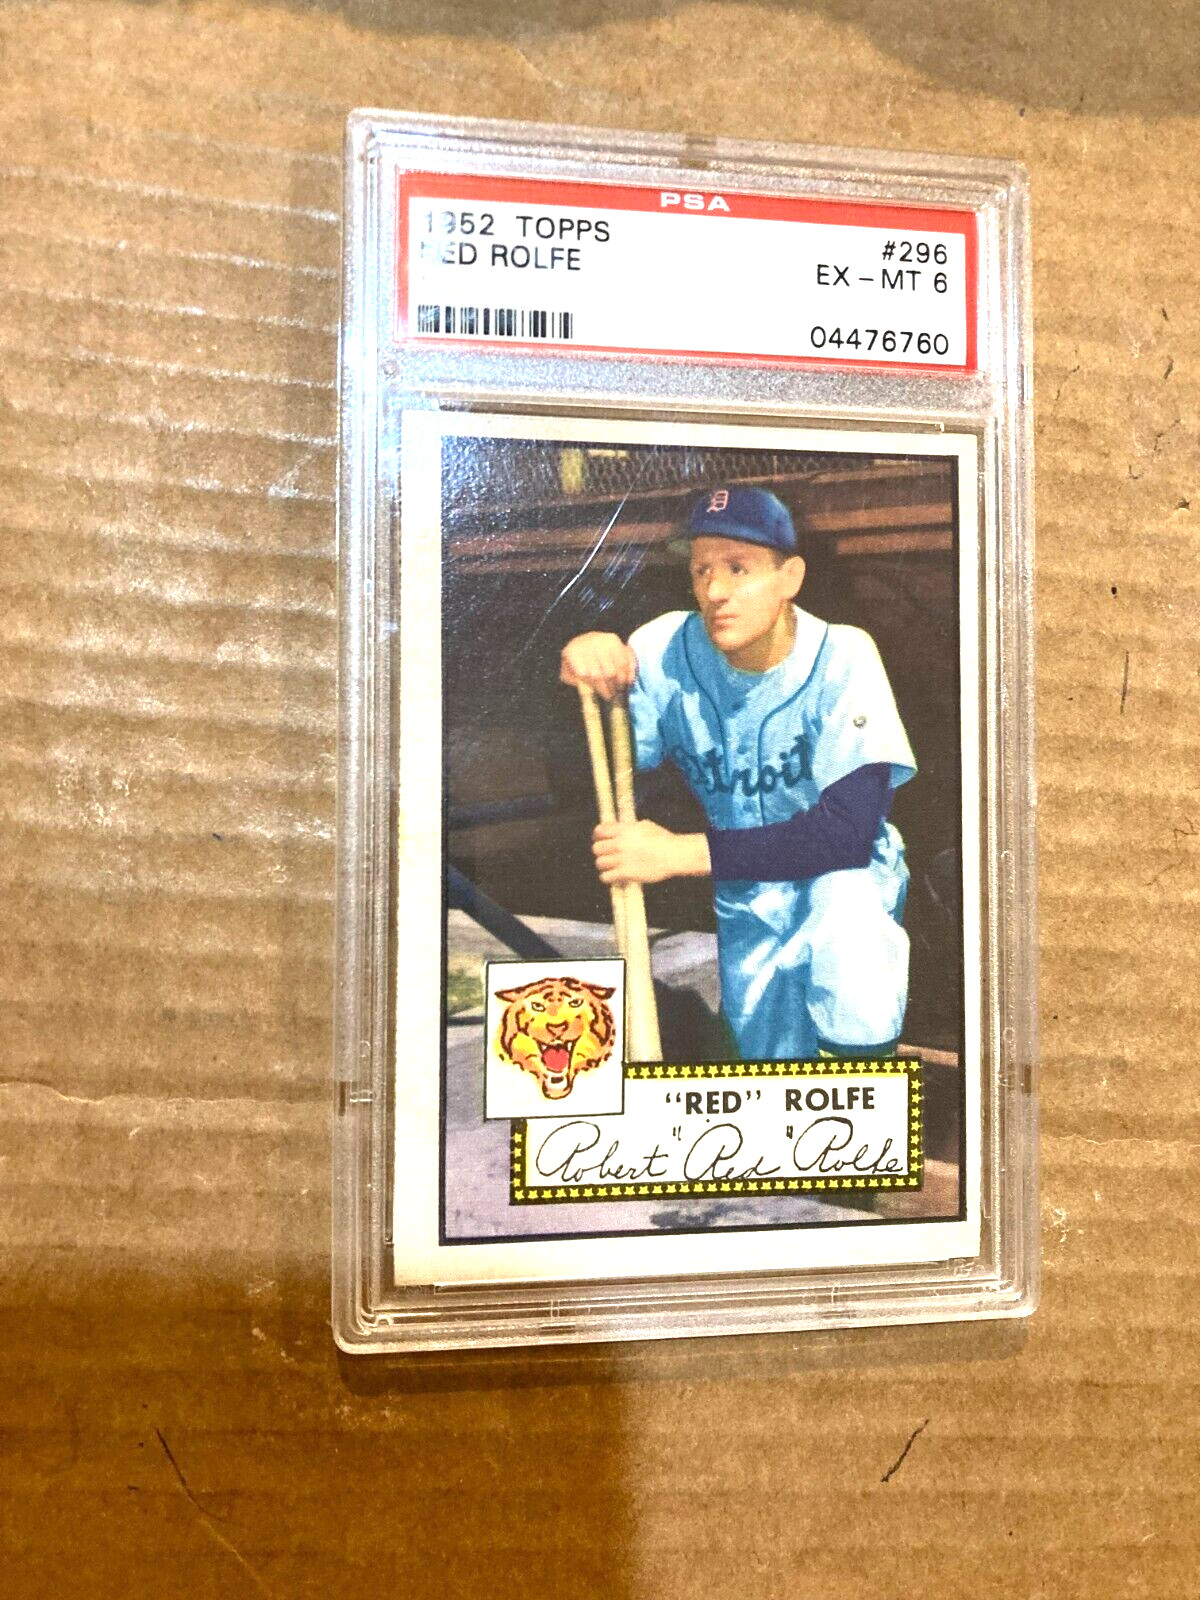 PSA
1952 TOPPS
RED ROLFE
#296
EX-MT 6
04476760
D
Detroit
"RED" ROLFE
Robert "Red" Rolfe